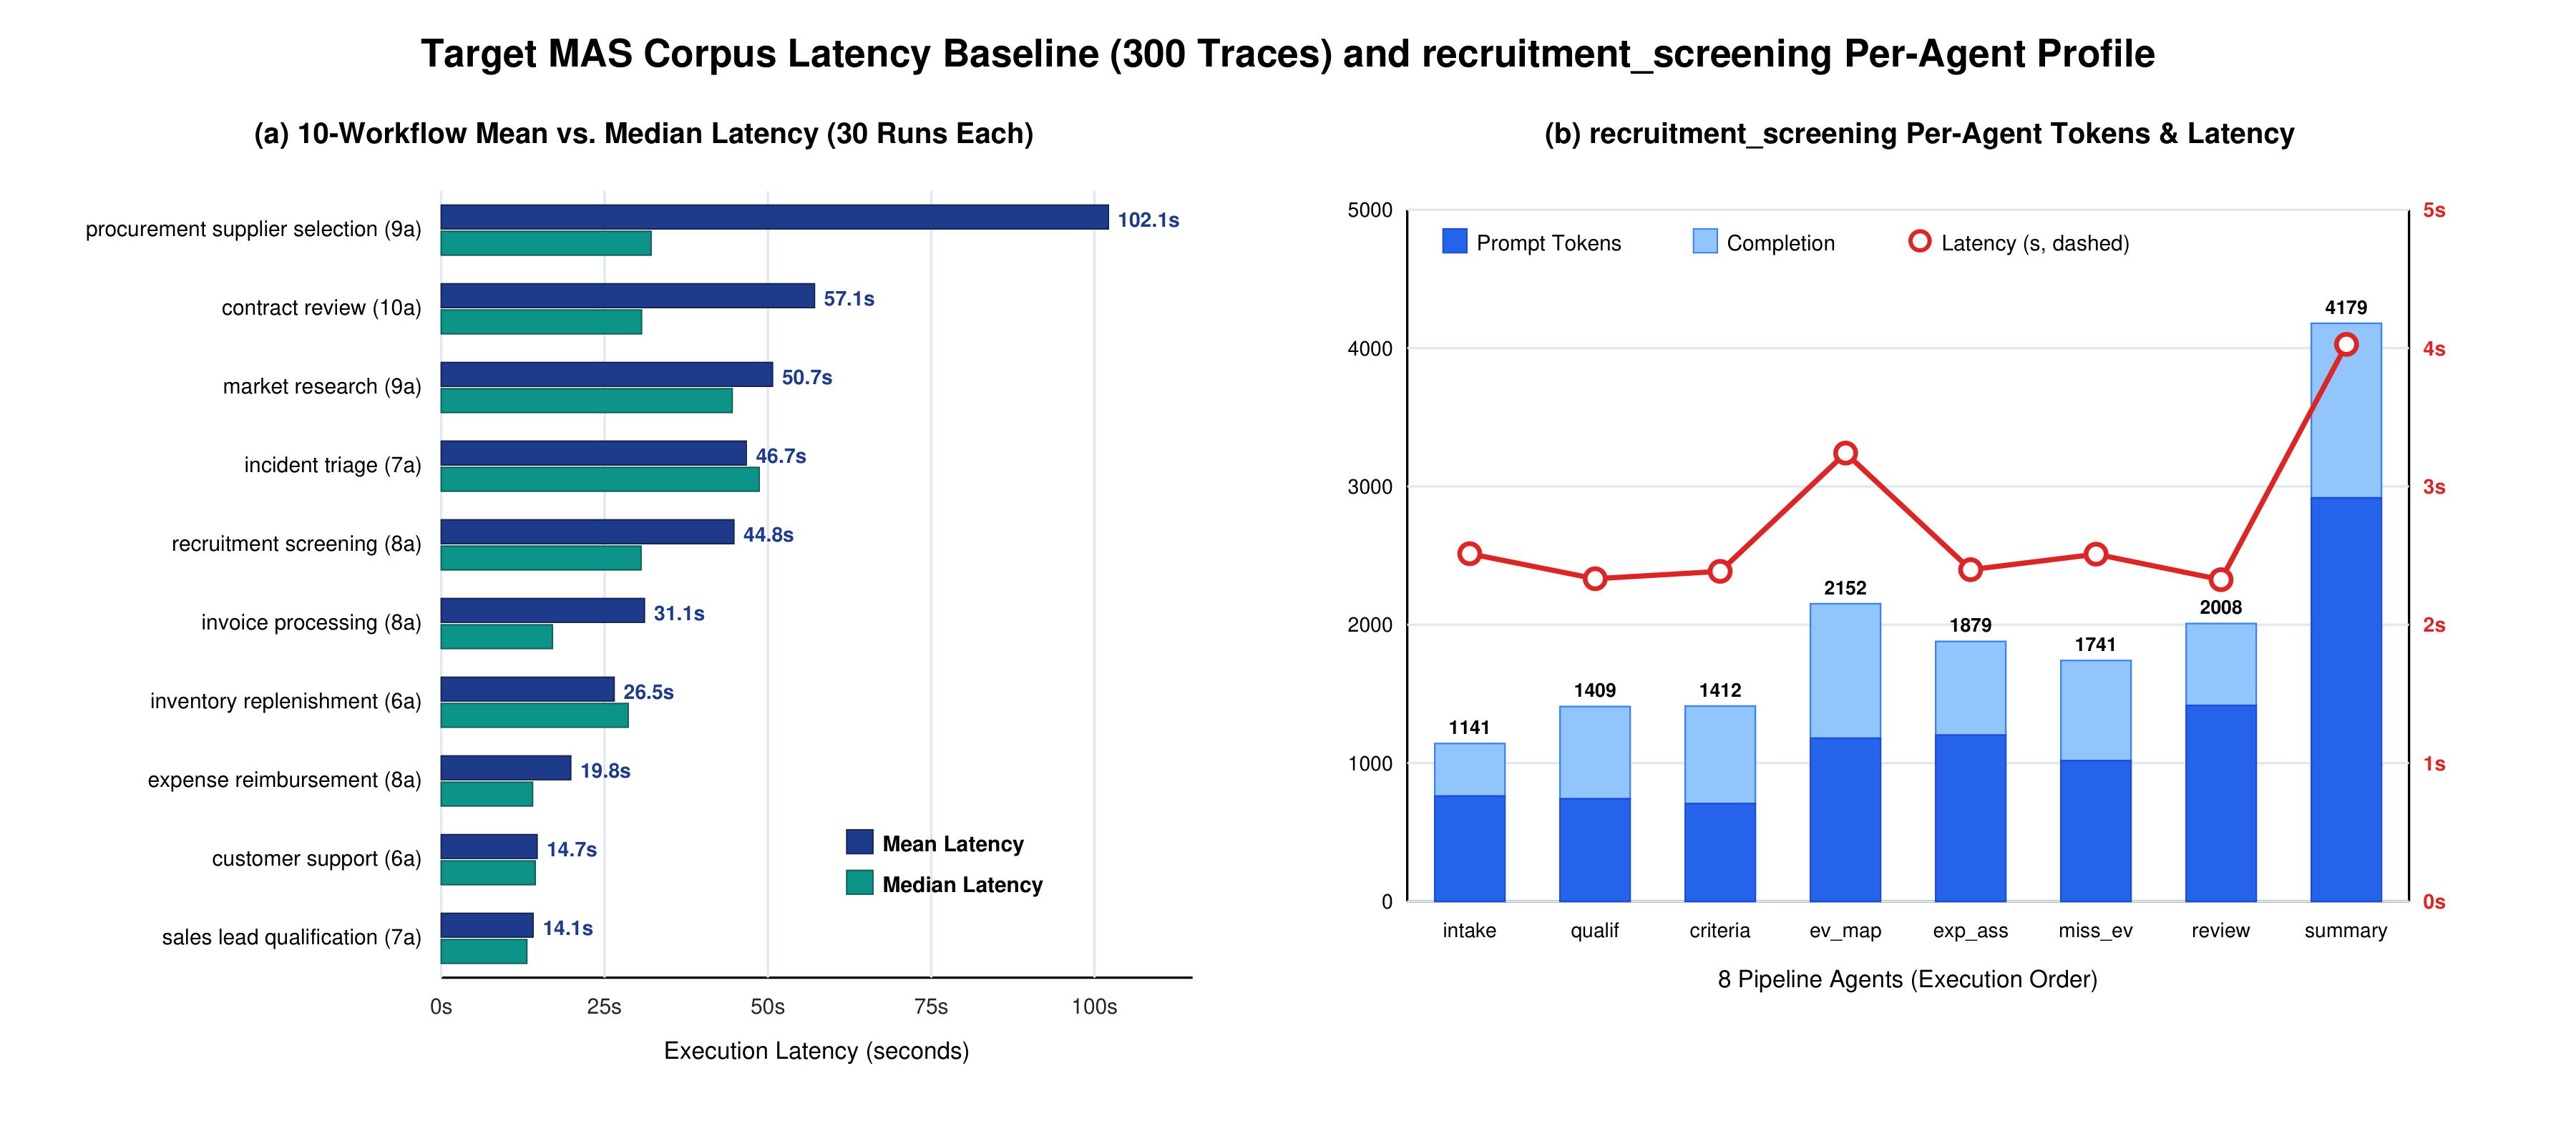 Target MAS Corpus Latency Baseline (300 Traces) and recruitment_screening Per-Agent Profile
(a) 10-Workflow Mean vs. Median Latency (30 Runs Each)
procurement supplier selection (9a)
102.1s
contract review (10a)
57.1s
market research (9a)
50.7s
incident triage (7a)
46.7s
recruitment screening (8a)
44.8s
invoice processing (8a)
31.1s
inventory replenishment (6a)
26.5s
expense reimbursement (8a)
19.8s
customer support (6a)
14.7s
sales lead qualification (7a)
14.1s
Mean Latency
Median Latency
0s 25s 50s 75s 100s
Execution Latency (seconds)
(b) recruitment_screening Per-Agent Tokens & Latency
Prompt Tokens Completion Latency (s, dashed)
5000
4000
3000
2000
1000
0
5s
4s
3s
2s
1s
0s
1141 1409 1412 2152 1879 1741 2008 4179
intake qualif criteria ev_map exp_ass miss_ev review summary
8 Pipeline Agents (Execution Order)